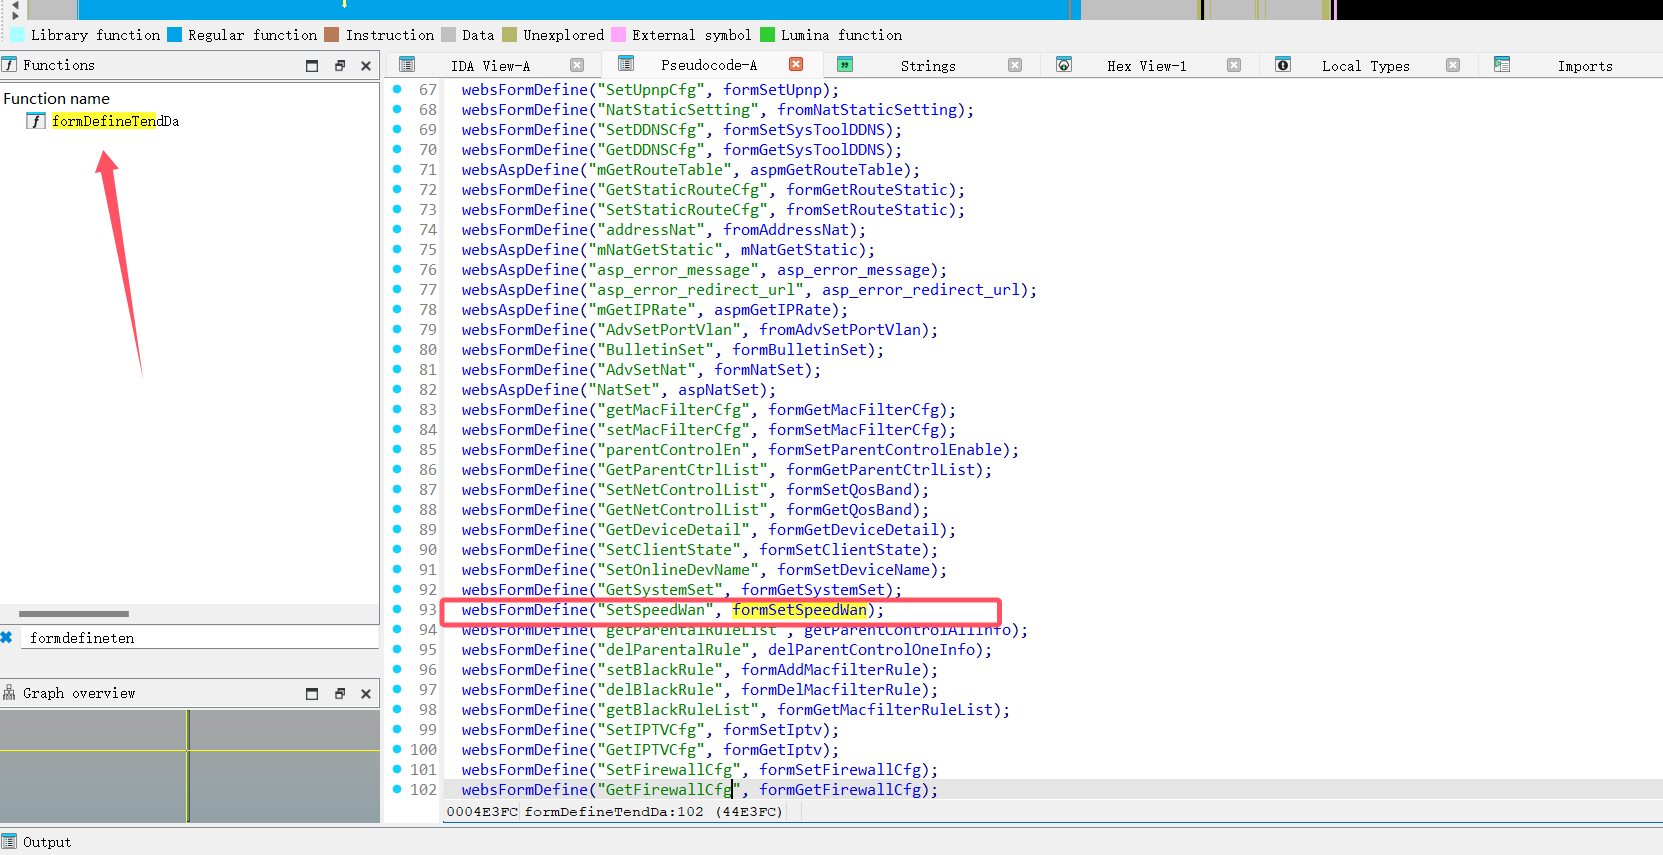 Library function Regular function Instruction Data Unexplored External symbol Lumina function
Functions
Function name
formDefineTendDa
formdefineten
Graph overview
IDA View-A Pseudocode-A Strings Hex View-1 Local Types Imports
67 websFormDefine("SetUpnpCfg", formSetUpnp);
68 websFormDefine("NatStaticSetting", fromNatStaticSetting);
69 websFormDefine("SetDDNSCfg", formSetSysToolDDNS);
70 websFormDefine("GetDDNSCfg", formGetSysToolDDNS);
71 websAspDefine("mGetRouteTable", aspmGetRouteTable);
72 websFormDefine("GetStaticRouteCfg", formGetRouteStatic);
73 websFormDefine("SetStaticRouteCfg", fromSetRouteStatic);
74 websFormDefine("addressNat", fromAddressNat);
75 websAspDefine("mNatGetStatic", mNatGetStatic);
76 websAspDefine("asp_error_message", asp_error_message);
77 websAspDefine("asp_error_redirect_url", asp_error_redirect_url);
78 websAspDefine("mGetIPRate", aspmGetIPRate);
79 websFormDefine("AdvSetPortVlan", fromAdvSetPortVlan);
80 websFormDefine("BulletinSet", formBulletinSet);
81 websFormDefine("AdvSetNat", formNatSet);
82 websAspDefine("NatSet", aspNatSet);
83 websFormDefine("getMacFilterCfg", formGetMacFilterCfg);
84 websFormDefine("setMacFilterCfg", formSetMacFilterCfg);
85 websFormDefine("parentControlEn", formSetParentControlEnable);
86 websFormDefine("GetParentCtrlList", formGetParentCtrlList);
87 websFormDefine("SetNetControlList", formSetQosBand);
88 websFormDefine("GetNetControlList", formGetQosBand);
89 websFormDefine("GetDeviceDetail", formGetDeviceDetail);
90 websFormDefine("SetClientState", formSetClientState);
91 websFormDefine("SetOnlineDevName", formSetDeviceName);
92 websFormDefine("GetSystemSet", formGetSystemSet);
93 websFormDefine("SetSpeedWan", formSetSpeedWan);
94 websFormDefine("getParentalRuleList", getParentControlAllInfo);
95 websFormDefine("delParentalRule", delParentControlOneInfo);
96 websFormDefine("setBlackRule", formAddMacfilterRule);
97 websFormDefine("delBlackRule", formDelMacfilterRule);
98 websFormDefine("getBlackRuleList", formGetMacfilterRuleList);
99 websFormDefine("SetIPTVCfg", formSetIptv);
100 websFormDefine("GetIPTVCfg", formGetIptv);
101 websFormDefine("SetFirewallCfg", formSetFirewallCfg);
102 websFormDefine("GetFirewallCfg", formGetFirewallCfg);
0004E3FC formDefineTendDa:102 (44E3FC)
Output